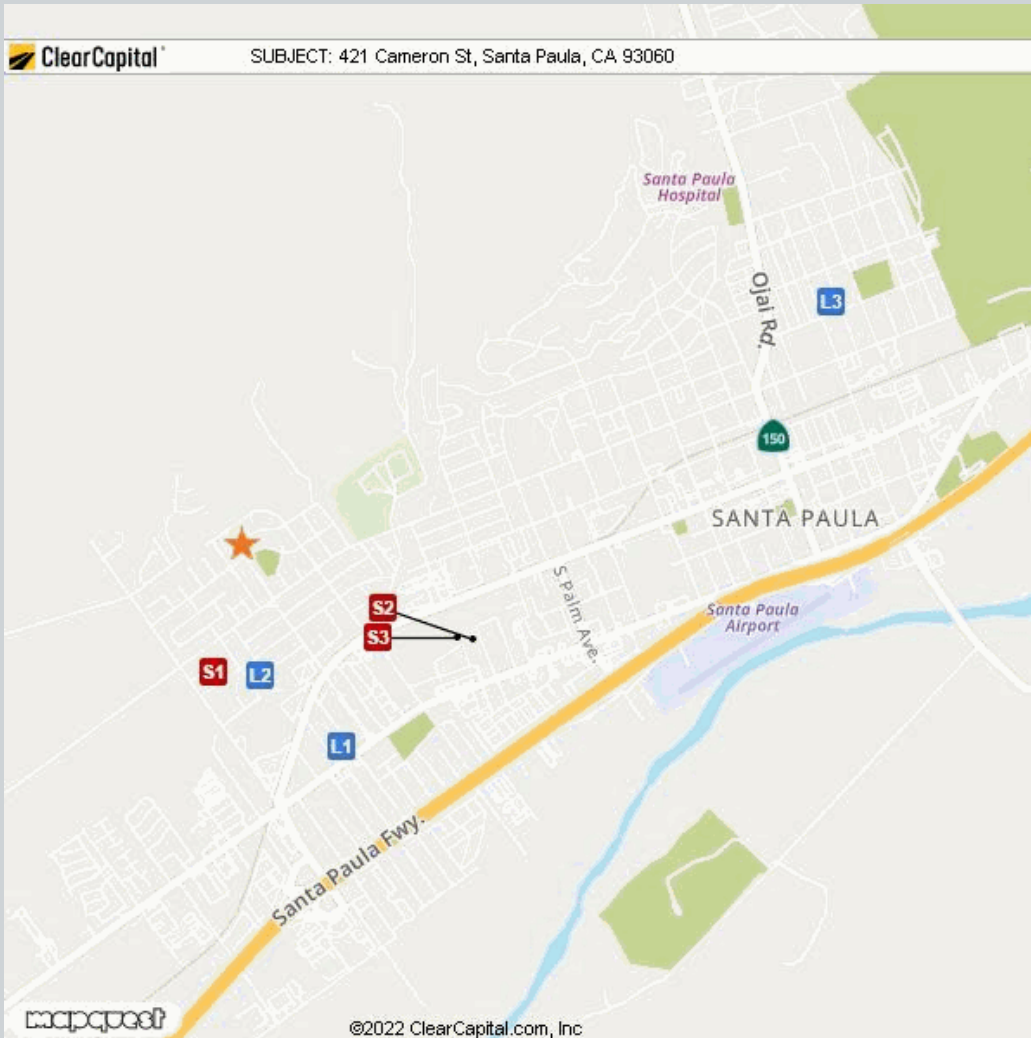 ClearCapital
SUBJECT: 421 Cameron St, Santa Paula, CA 93060
Santa Paula
Hospital
Ojai Rd.
L3
150
SANTA PAULA
S. Palm Ave.
Santa Paula
Airport
S2
S3
S1
L2
L1
Santa Paula Fwy.
mapquest
©2022 ClearCapital.com, Inc